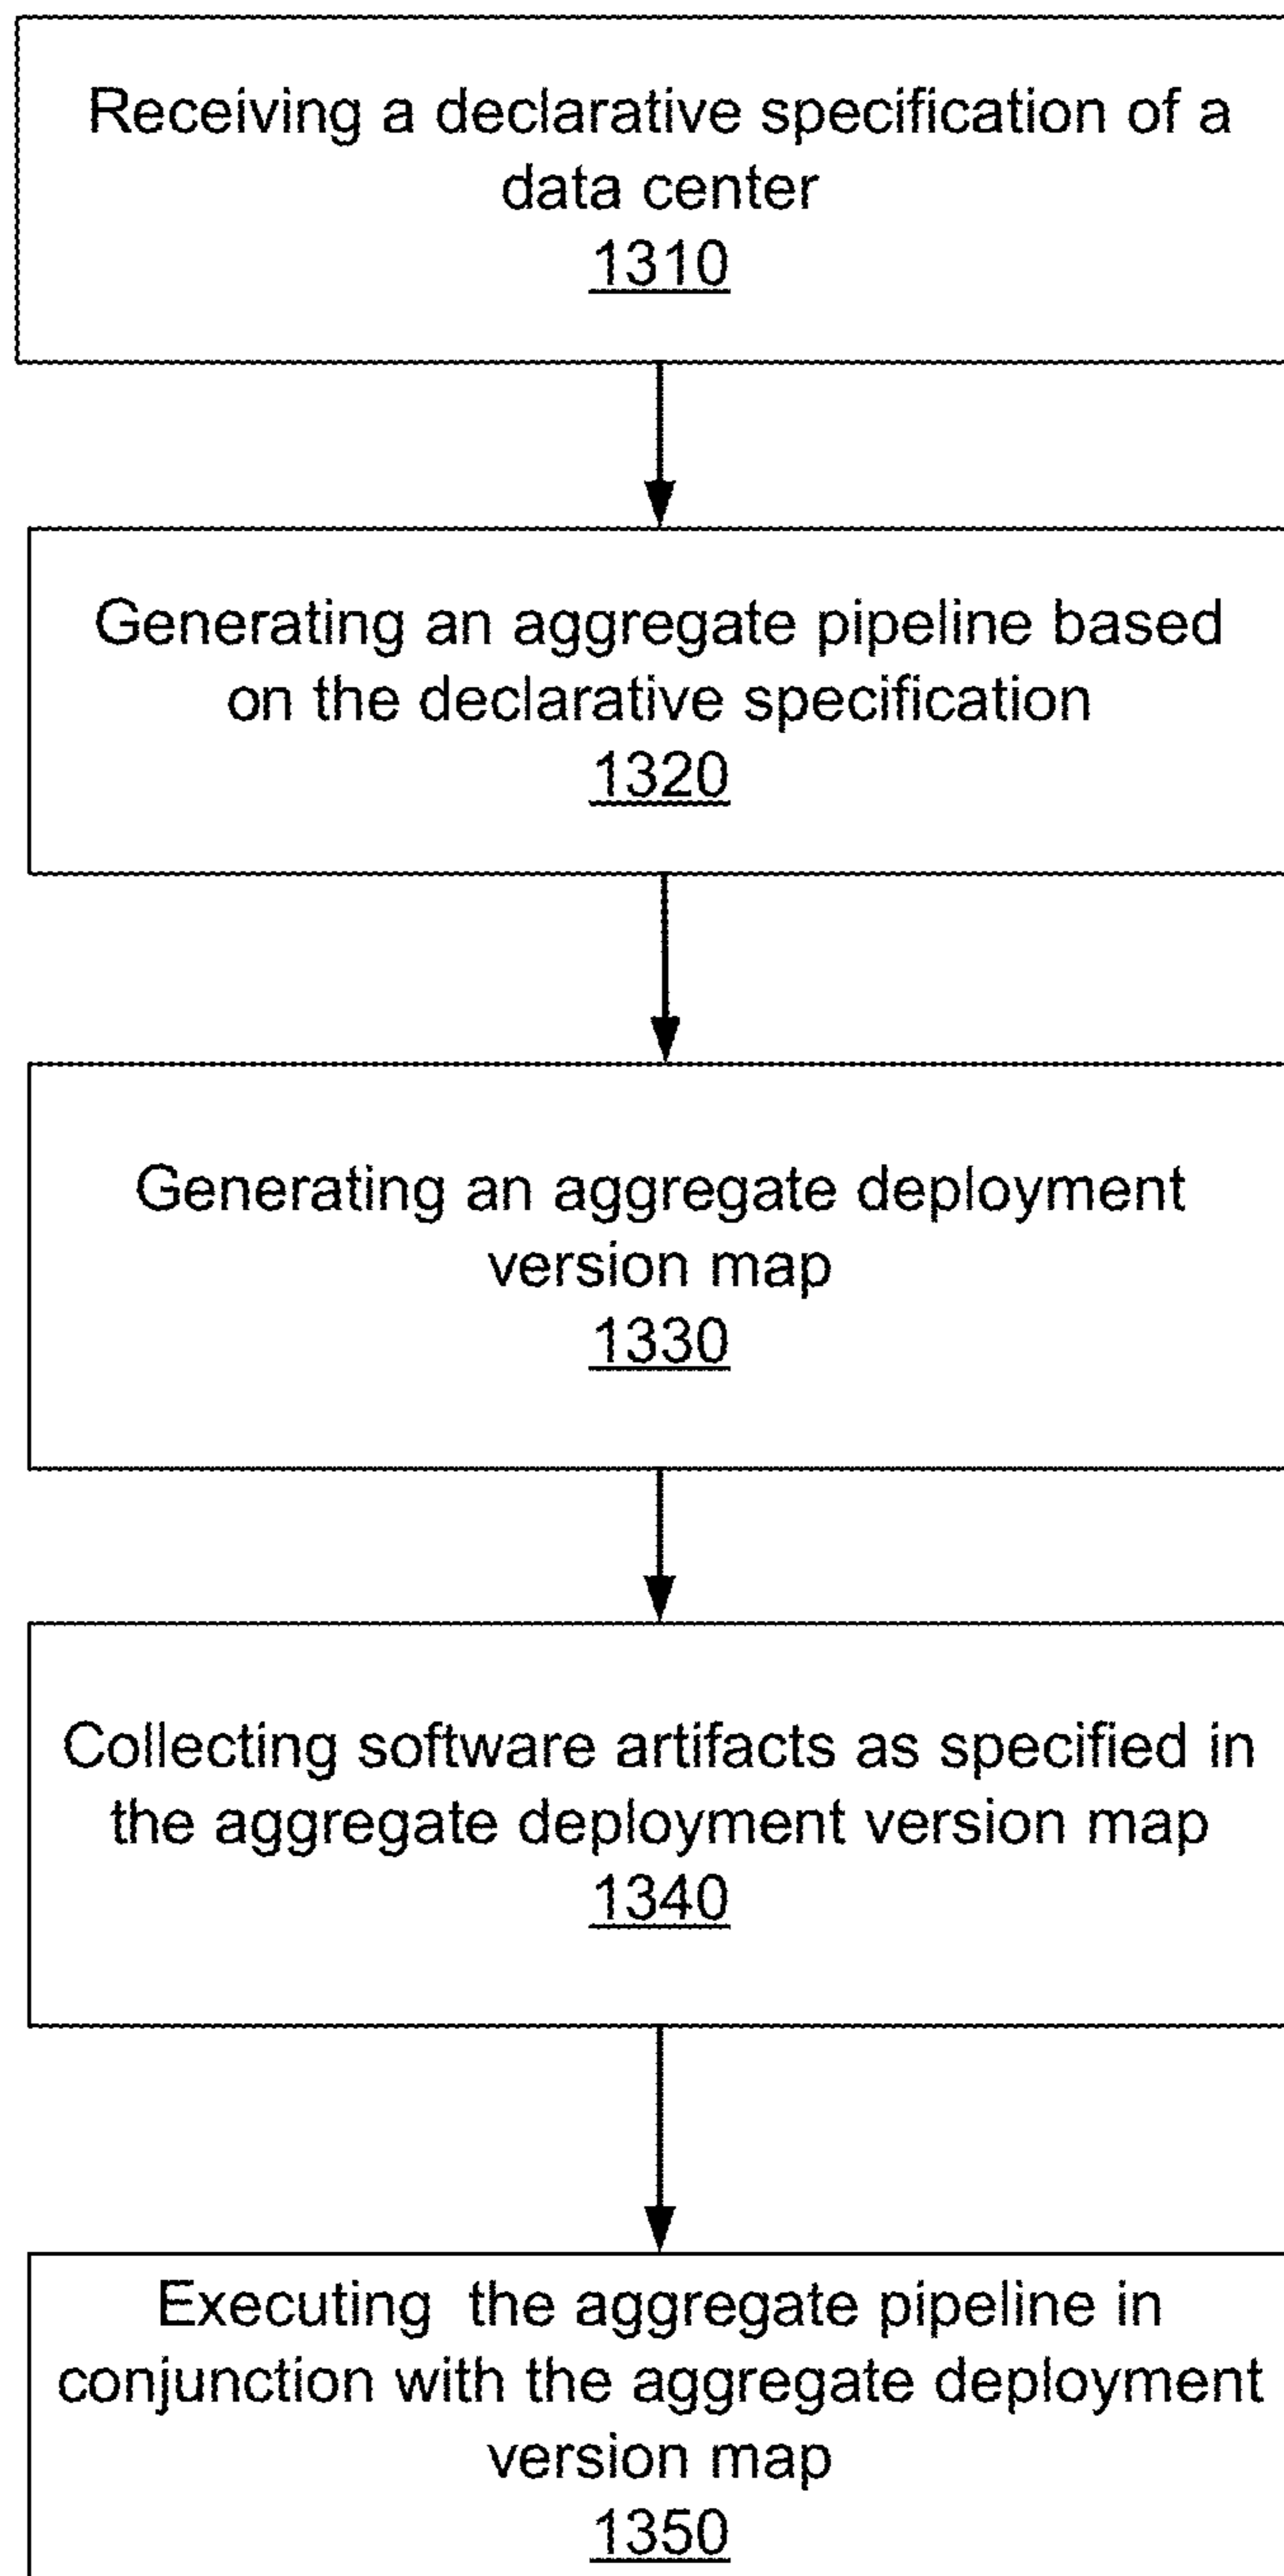 Receiving a declarative specification of a
data center
1310
Generating an aggregate pipeline based
on the declarative specification
1320
Generating an aggregate deployment
version map
1330
Collecting software artifacts as specified in
the aggregate deployment version map
1340
Executing the aggregate pipeline in
conjunction with the aggregate deployment
version map
1350